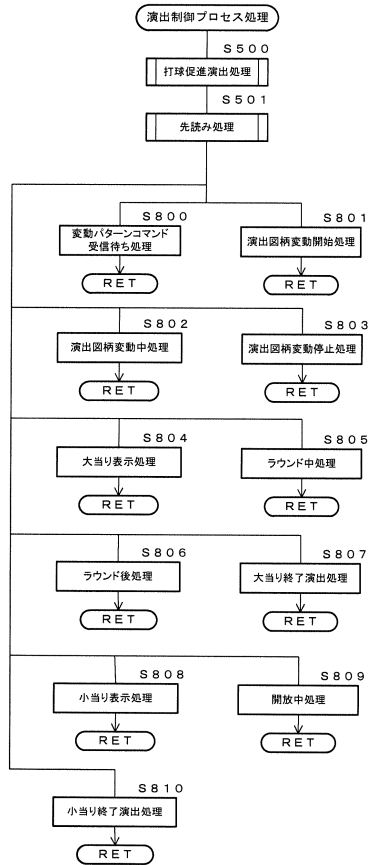 演出制御プロセス処理
S500
打球促進演出処理
S501
先読み処理
S800
変動パターンコマンド
受信待ち処理
RET
S801
演出図柄変動開始処理
RET
S802
演出図柄変動中処理
RET
S803
演出図柄変動停止処理
RET
S804
大当り表示処理
RET
S805
ラウンド中処理
RET
S806
ラウンド後処理
RET
S807
大当り終了演出処理
RET
S808
小当り表示処理
RET
S809
開放中処理
RET
S810
小当り終了演出処理
RET